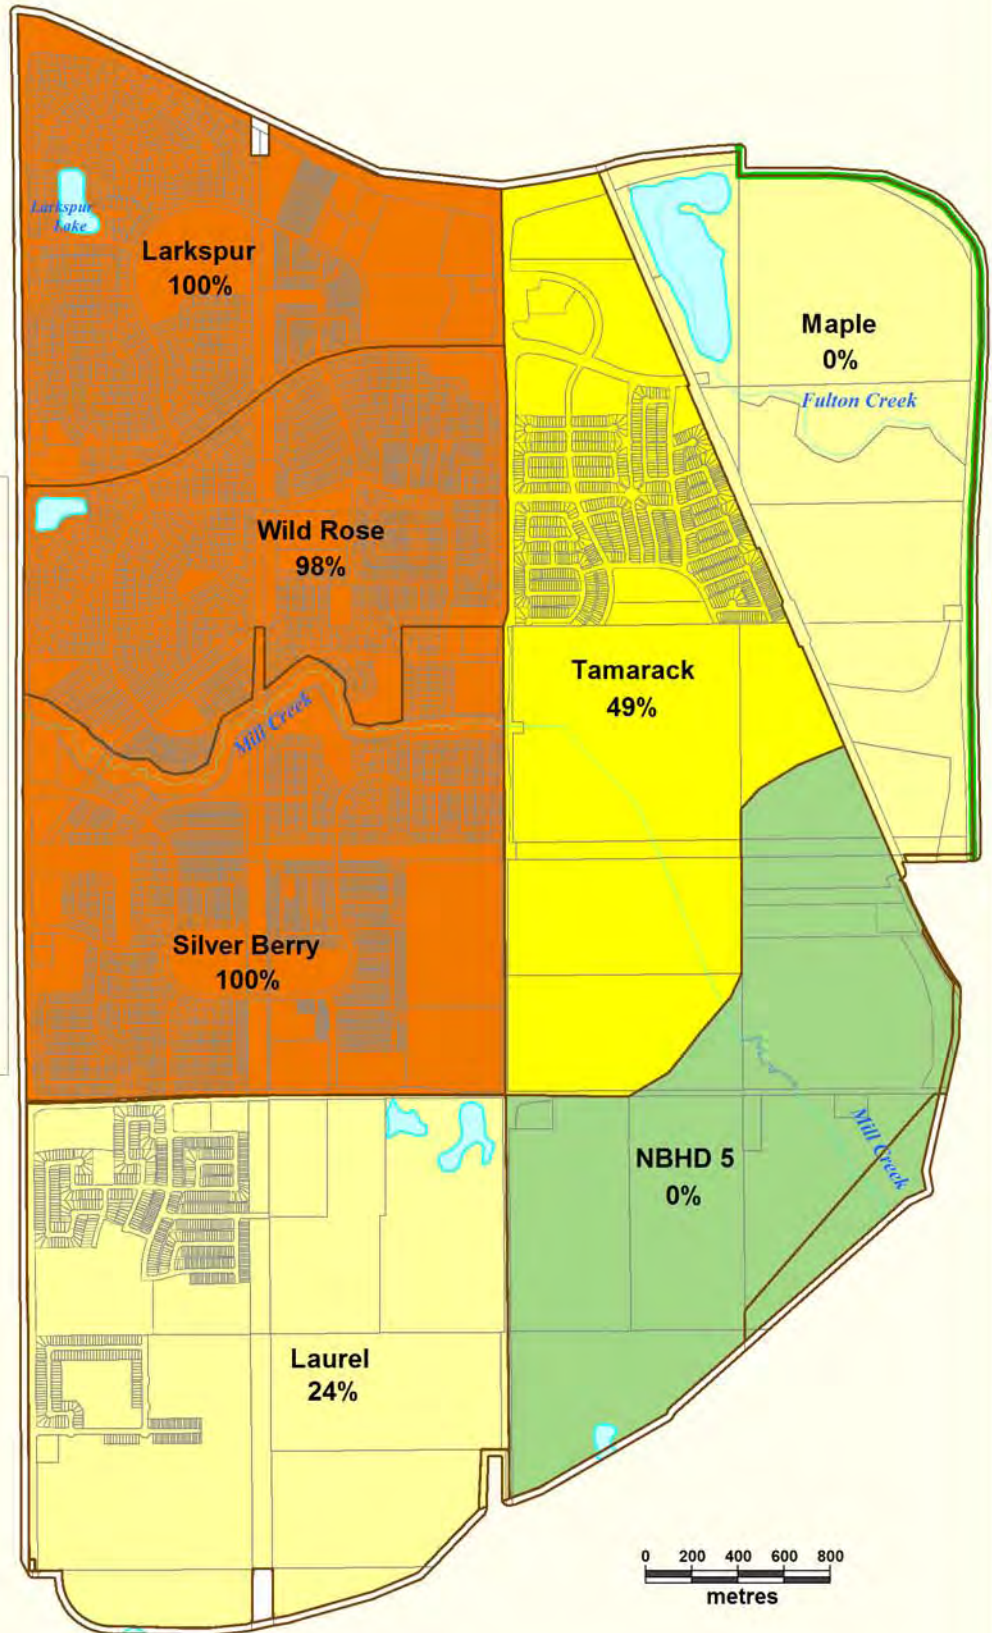 Larkspur
Lake
Larkspur
100%
Maple
0%
Fulton Creek
Wild Rose
98%
Tamarack
49%
Mill Creek
Silver Berry
100%
Mill Creek
NBHD 5
0%
Laurel
24%
0 200 400 600 800
metres